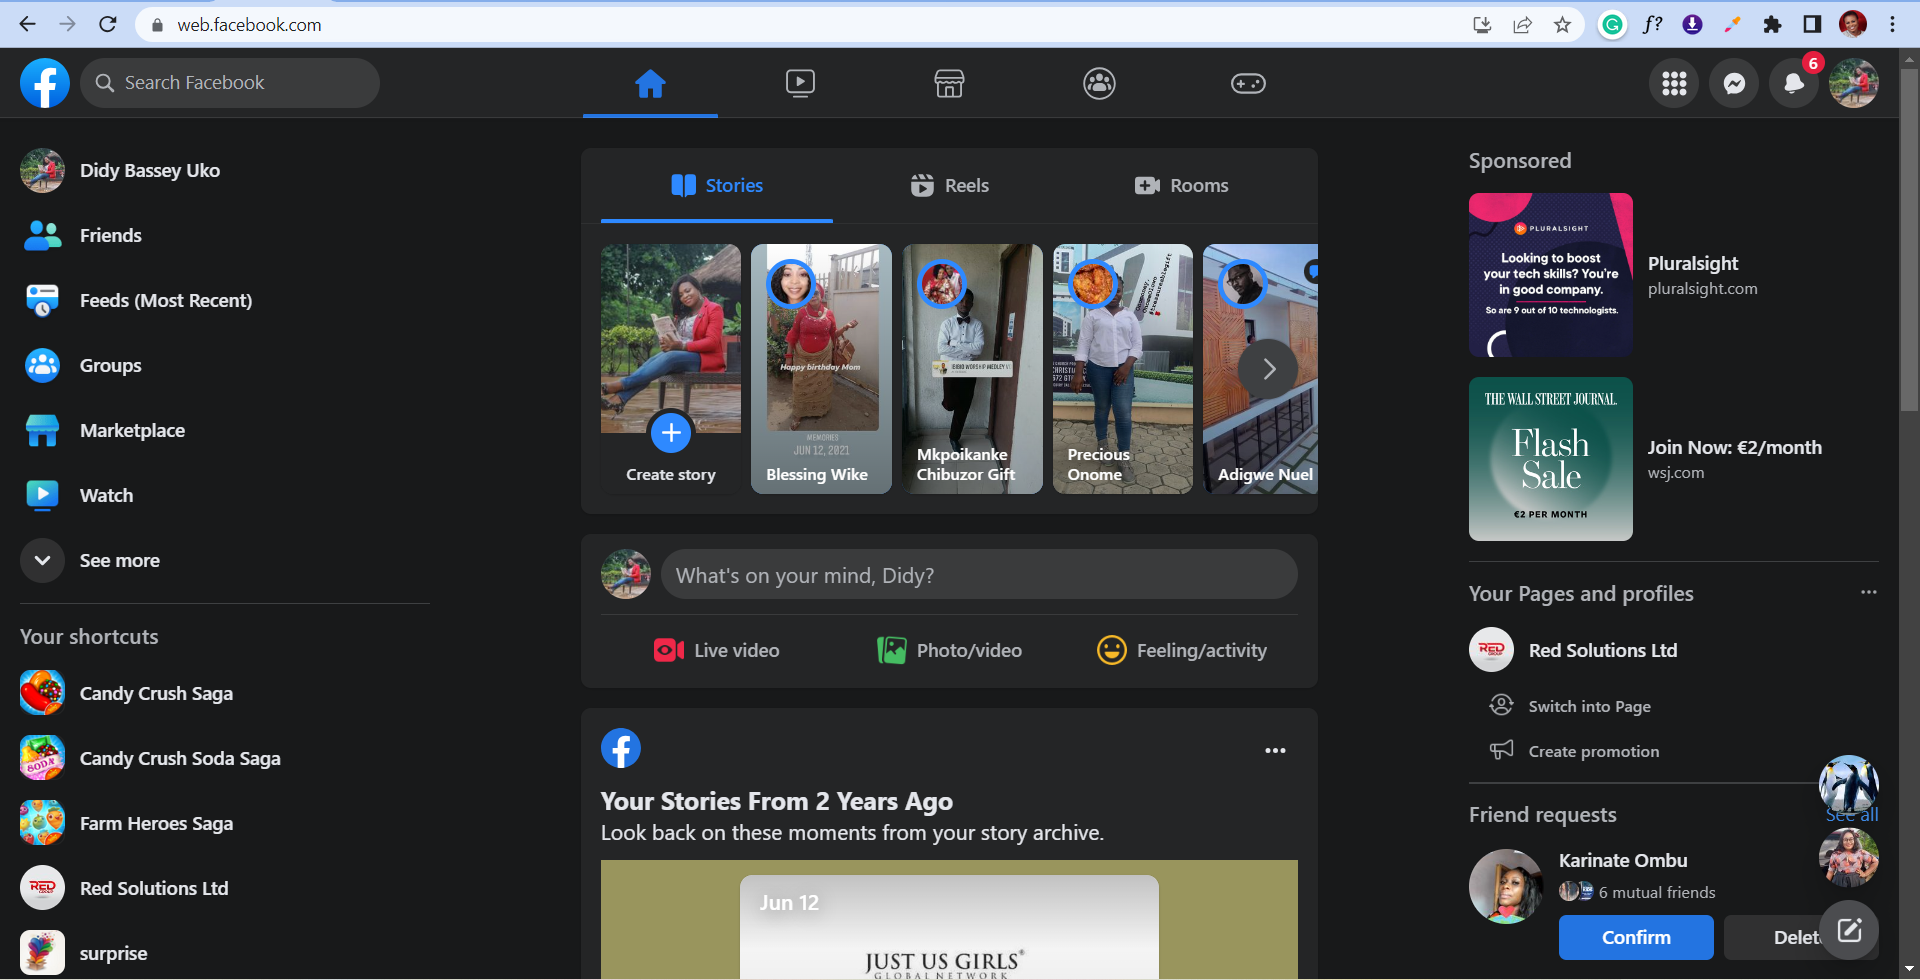 web.facebook.com
f?
Search Facebook
6
Didy Bassey Uko
Friends
Feeds (Most Recent)
Groups
Marketplace
Watch
See more
Your shortcuts
Candy Crush Saga
Candy Crush Soda Saga
Farm Heroes Saga
Red Solutions Ltd
surprise
Stories
Reels
Rooms
Create story
Happy birthday Mom
MEMORIES
JUN 12, 2021
Blessing Wike
IBIBIO WORSHIP MEDLEY
Mkpoikanke
Chibuzor Gift
Precious
Onome
Adigwe Nuel
What's on your mind, Didy?
Live video
Photo/video
Feeling/activity
Your Stories From 2 Years Ago
Look back on these moments from your story archive.
Jun 12
JUST US GIRLS®
GLOBAL NETWORK
Sponsored
PLURALSIGHT
Looking to boost
your tech skills? You're
in good company.
So are 9 out of 10 technologists.
Pluralsight
pluralsight.com
THE WALL STREET JOURNAL.
Flash
Sale
€2 PER MONTH
Join Now: €2/month
wsj.com
Your Pages and profiles
RED
Red Solutions Ltd
Switch into Page
Create promotion
Friend requests
See all
Karinate Ombu
6 mutual friends
Confirm
Delet